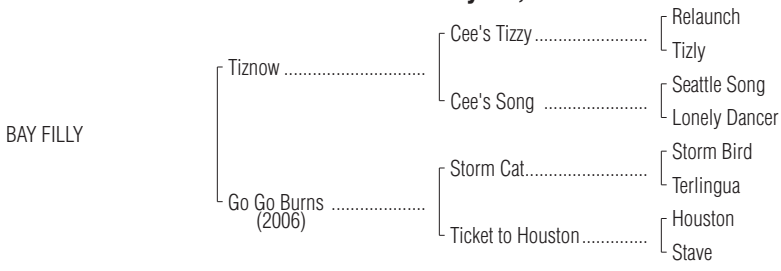 Relaunch
Cee's Tizzy
Tizly
Tiznow
Seattle Song
Cee's Song
Lonely Dancer
BAY FILLY
Storm Bird
Storm Cat
Terlingua
Go Go Burns
(2006)
Houston
Ticket to Houston
Stave